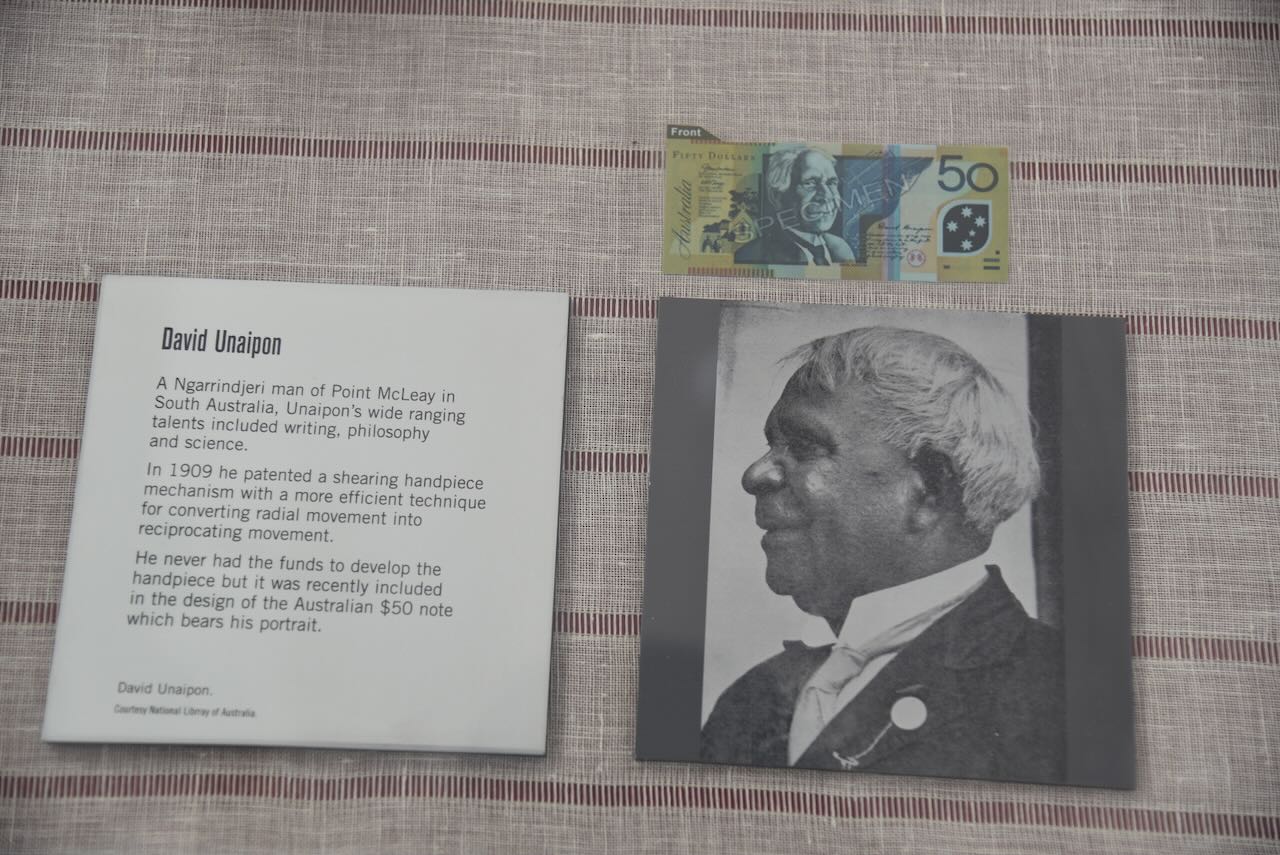 Front
FIFTY DOLLARS
Australia
SPECIMEN
50
David Unaipon
David Unaipon
A Ngarrindjeri man of Point McLeay in
South Australia, Unaipon's wide ranging
talents included writing, philosophy
and science.
In 1909 he patented a shearing handpiece
mechanism with a more efficient technique
for converting radial movement into
reciprocating movement.
He never had the funds to develop the
handpiece but it was recently included
in the design of the Australian $50 note
which bears his portrait.
David Unaipon.
Courtesy National Library of Australia.